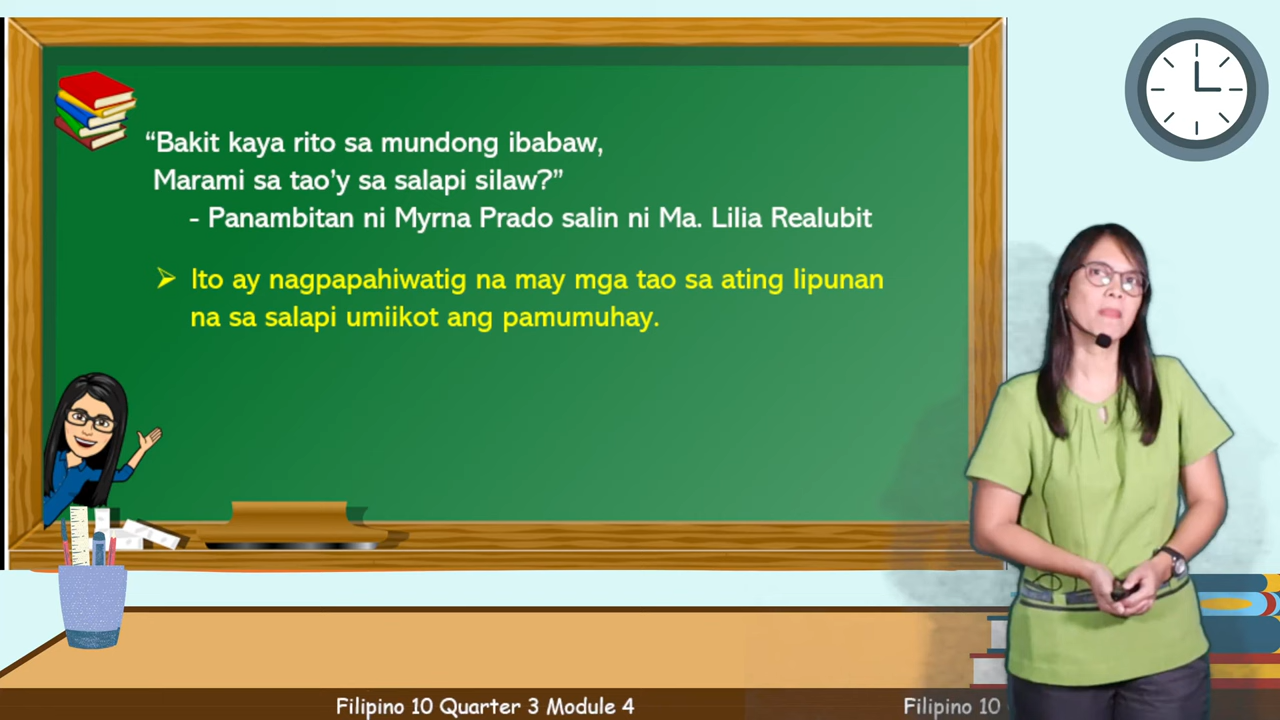 “Bakit kaya rito sa mundong ibabaw,
Marami sa tao’y sa salapi silaw?”
- Panambitan ni Myrna Prado salin ni Ma. Lilia Realubit
➢ Ito ay nagpapahiwatig na may mga tao sa ating lipunan
na sa salapi umiikot ang pamumuhay.
Filipino 10 Quarter 3 Module 4
Filipino 10